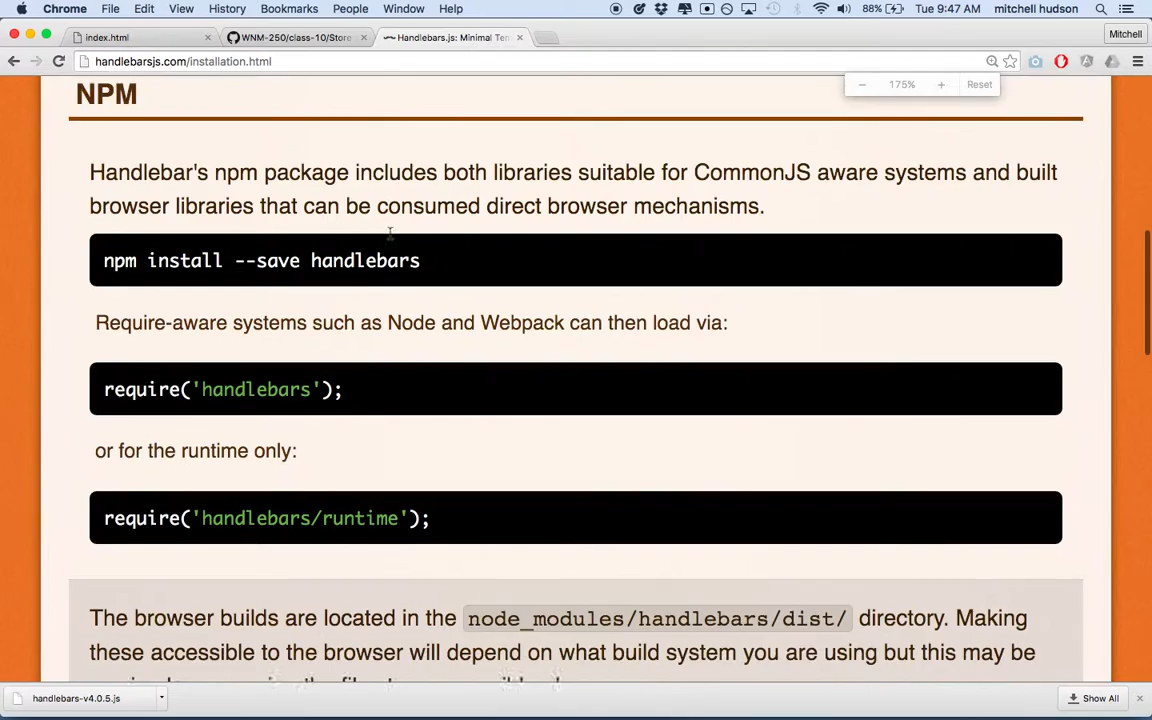 Chrome File Edit View History Bookmarks People Window Help 88% Tue 9:47 AM mitchell hudson
index.html WNM-250/class-10/Store Handlebars.js: Minimal Tem Mitchell
handlebarsjs.com/installation.html
175% Reset
NPM
Handlebar's npm package includes both libraries suitable for CommonJS aware systems and built
browser libraries that can be consumed direct browser mechanisms.
npm install --save handlebars
Require-aware systems such as Node and Webpack can then load via:
require('handlebars');
or for the runtime only:
require('handlebars/runtime');
The browser builds are located in the node_modules/handlebars/dist/ directory. Making
these accessible to the browser will depend on what build system you are using but this may be
handlebars-v4.0.5.js Show All